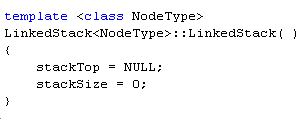 template <class NodeType>
LinkedStack<NodeType>::LinkedStack( )
{
    stackTop = NULL;
    stackSize = 0;
}